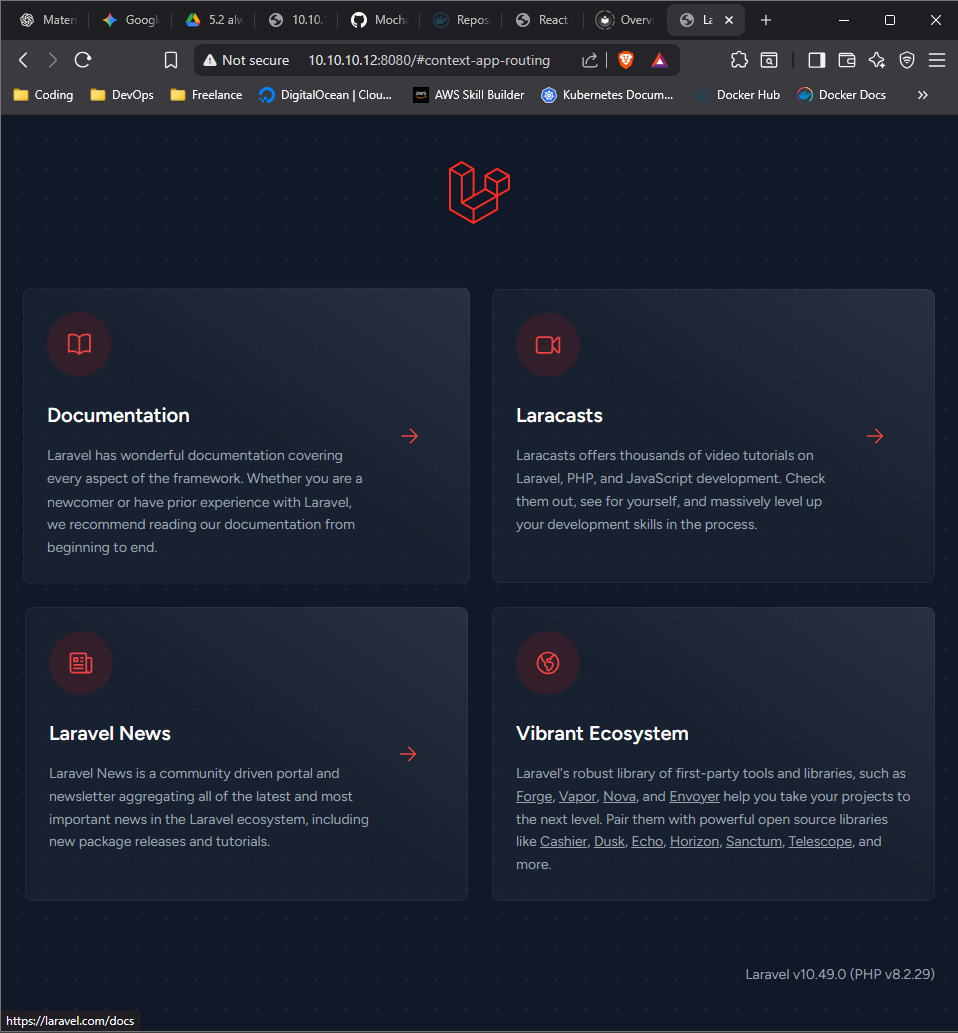 Materi
Googl
5.2 alw
10.10.
Mocha
Repos
React
Overvi
La
Not secure 10.10.10.12:8080/#context-app-routing
Coding DevOps Freelance DigitalOcean | Clou... AWS Skill Builder Kubernetes Docum... Docker Hub Docker Docs
Documentation
Laravel has wonderful documentation covering
every aspect of the framework. Whether you are a
newcomer or have prior experience with Laravel,
we recommend reading our documentation from
beginning to end.
Laracasts
Laracasts offers thousands of video tutorials on
Laravel, PHP, and JavaScript development. Check
them out, see for yourself, and massively level up
your development skills in the process.
Laravel News
Laravel News is a community driven portal and
newsletter aggregating all of the latest and most
important news in the Laravel ecosystem, including
new package releases and tutorials.
Vibrant Ecosystem
Laravel's robust library of first-party tools and libraries, such as
Forge, Vapor, Nova, and Envoyer help you take your projects to
the next level. Pair them with powerful open source libraries
like Cashier, Dusk, Echo, Horizon, Sanctum, Telescope, and
more.
Laravel v10.49.0 (PHP v8.2.29)
https://laravel.com/docs